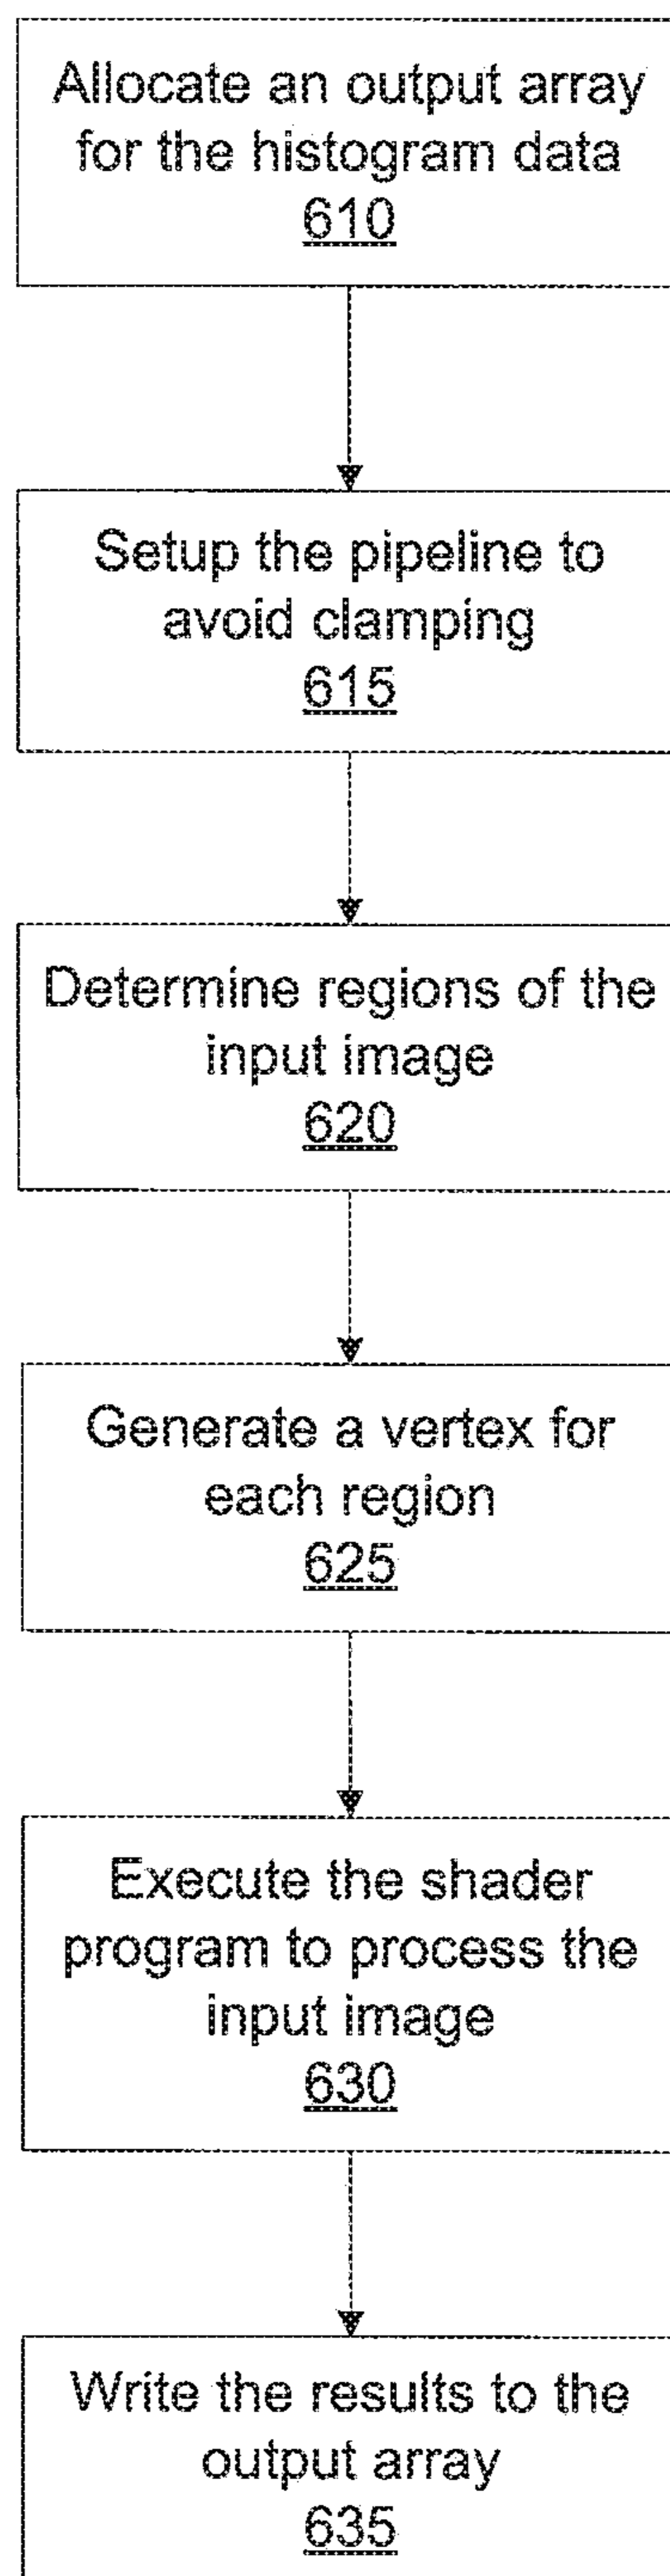 Allocate an output array
for the histogram data
610
Setup the pipeline to
avoid clamping
615
Determine regions of the
input image
620
Generate a vertex for
each region
625
Execute the shader
program to process the
input image
630
Write the results to the
output array
635